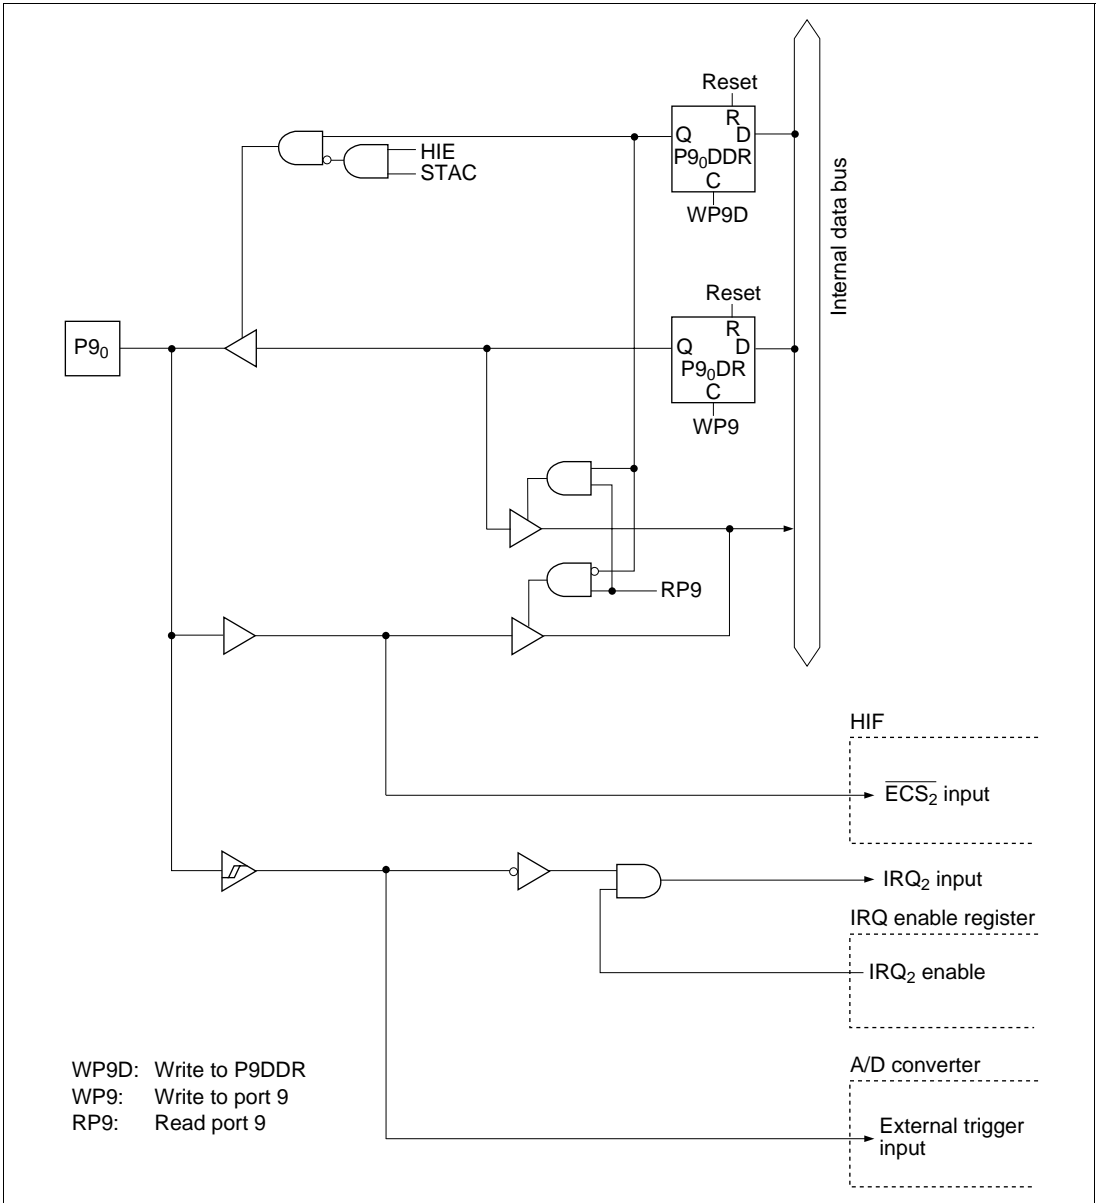 Reset
R
Q D
P9₀DDR
C
WP9D
HIE
STAC
Internal data bus
Reset
R
Q D
P9₀DR
C
WP9
P9₀
RP9
HIF
E̅C̅S̅₂̅ input
IRQ₂ input
IRQ enable register
IRQ₂ enable
A/D converter
External trigger
input
WP9D: Write to P9DDR
WP9: Write to port 9
RP9: Read port 9